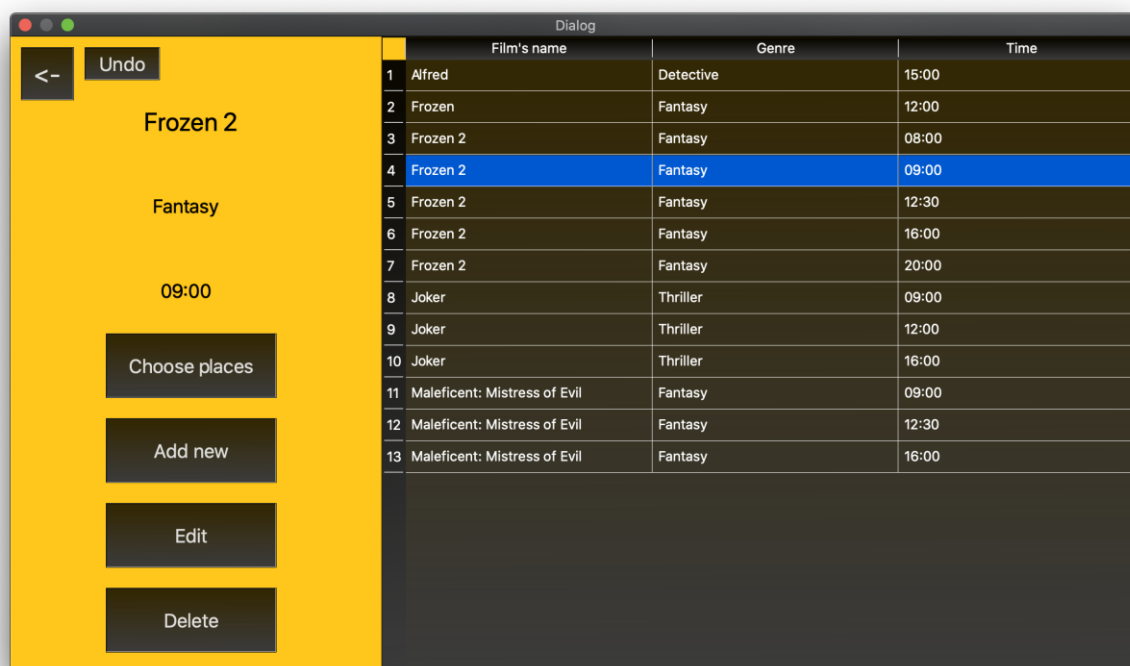 Dialog
<-
Undo
Frozen 2
Fantasy
09:00
Choose places
Add new
Edit
Delete
Film's name Genre Time
1 Alfred Detective 15:00
2 Frozen Fantasy 12:00
3 Frozen 2 Fantasy 08:00
4 Frozen 2 Fantasy 09:00
5 Frozen 2 Fantasy 12:30
6 Frozen 2 Fantasy 16:00
7 Frozen 2 Fantasy 20:00
8 Joker Thriller 09:00
9 Joker Thriller 12:00
10 Joker Thriller 16:00
11 Maleficent: Mistress of Evil Fantasy 09:00
12 Maleficent: Mistress of Evil Fantasy 12:30
13 Maleficent: Mistress of Evil Fantasy 16:00